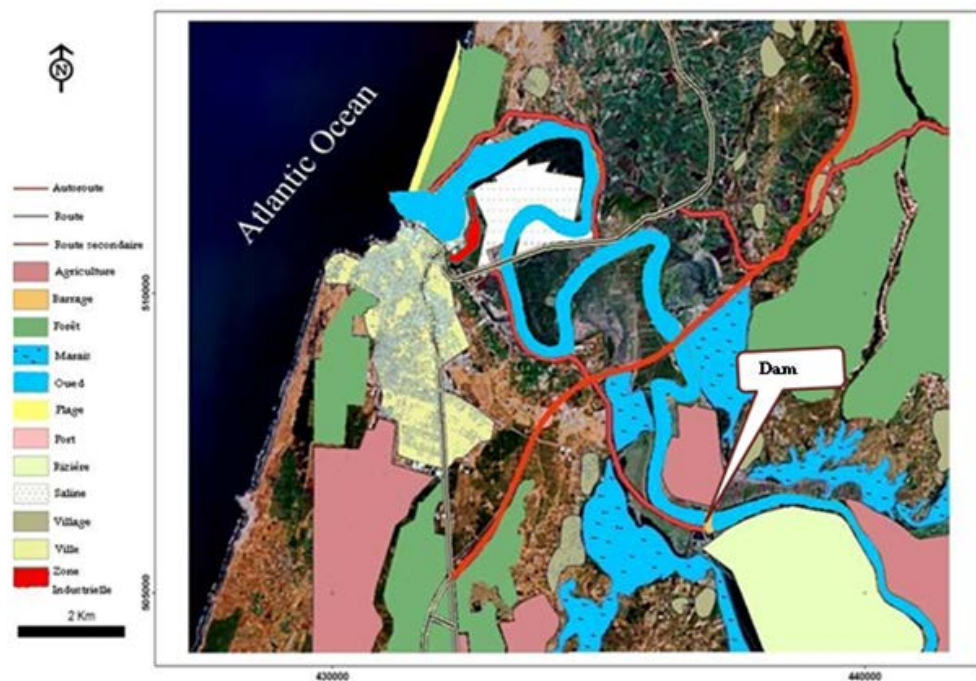 N
Atlantic Ocean
Autoroute
Route
Route secondaire
Agriculture
Barrage
Forêt
Marais
Oued
Plage
Port
Rizière
Saline
Village
Ville
Zone
Industrielle
2 Km
Dam
510000
505000
430000
440000